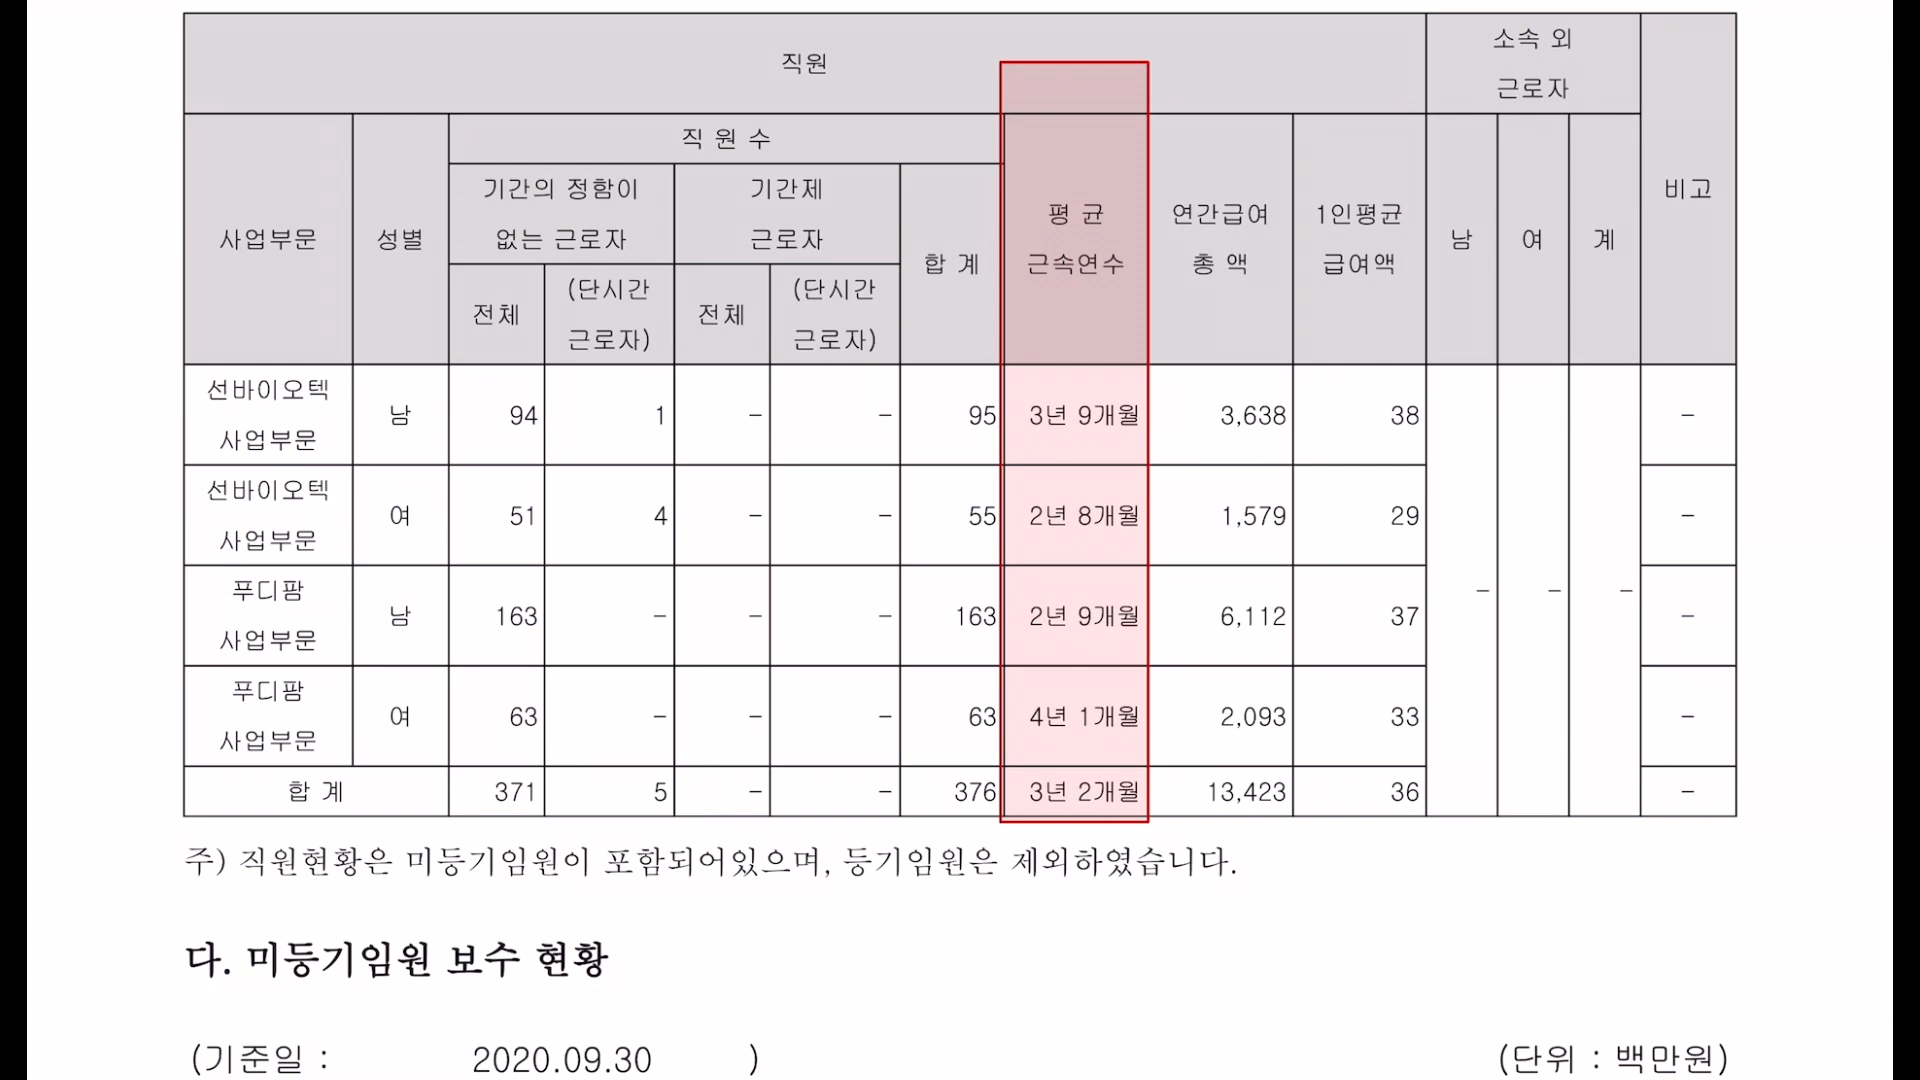 직원
소속 외
근로자
비고
사업부문
성별
직 원 수
평 균
근속연수
연간급여
총 액
1인평균
급여액
남
여
계
기간의 정함이
없는 근로자
기간제
근로자
합 계
전체
(단시간
근로자)
전체
(단시간
근로자)
선바이오텍
사업부문
남 94 1 – – 95 3년 9개월 3,638 38 –
선바이오텍
사업부문
여 51 4 – – 55 2년 8개월 1,579 29 –
푸디팜
사업부문
남 163 – – – 163 2년 9개월 6,112 37 – – – –
푸디팜
사업부문
여 63 – – – 63 4년 1개월 2,093 33 –
합 계 371 5 – – 376 3년 2개월 13,423 36 –
주) 직원현황은 미등기임원이 포함되어있으며, 등기임원은 제외하였습니다.
다. 미등기임원 보수 현황
(기준일 : 2020.09.30 ) (단위 : 백만원)